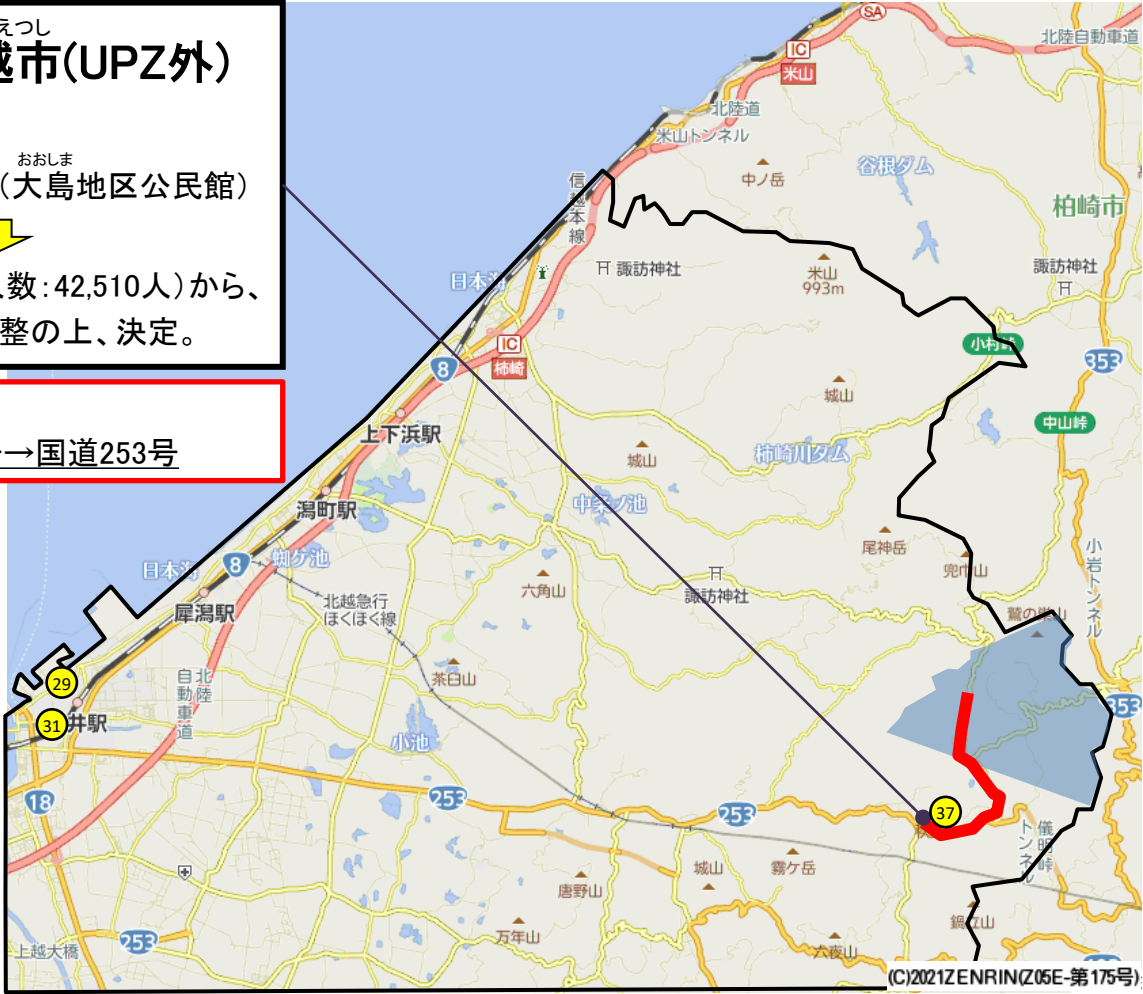 えつし
越市(UPZ外)
おおしま
(大島地区公民館)
人数:42,510人)から、
整の上、決定。
→国道253号
SA
北陸自動車道
IC
米山
北陸道
米山トンネル
中ノ岳
谷根ダム
柏崎市
信越本線
諏訪神社
米山
993m
諏訪神社
日本海
小村峠
353
IC
柿崎
8
城山
中山峠
上下浜駅
城山
柿崎川ダム
潟町駅
中条ノ池
尾神岳
小岩トンネル
兜巾山
日本海
8
蜘ケ池
六角山
諏訪神社
北越急行
ほくほく線
犀潟駅
鷲の巣山
29
茶臼山
北陸
自動車道
31
井駅
353
小池
18
253
253
37
儀明峠
トンネル
城山
霧ケ岳
唐野山
鍋立山
万年山
六夜山
上越大橋
253
(C)2021ZENRIN(Z05E-第175号)